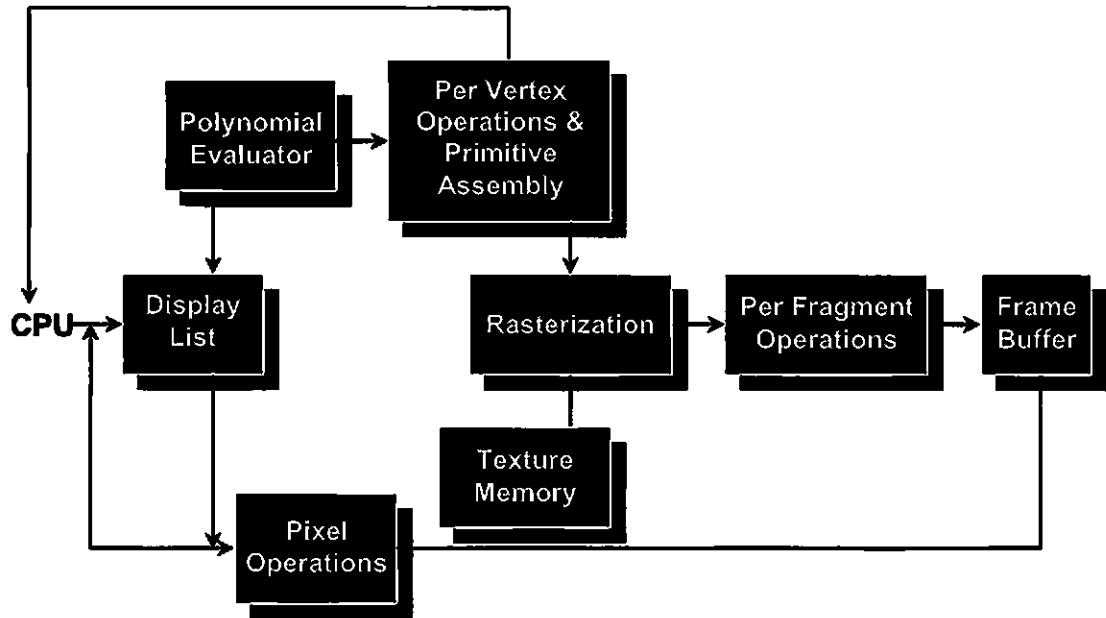 Polynomial
Evaluator
Per Vertex
Operations &
Primitive
Assembly
CPU
Display
List
Rasterization
Per Fragment
Operations
Frame
Buffer
Texture
Memory
Pixel
Operations